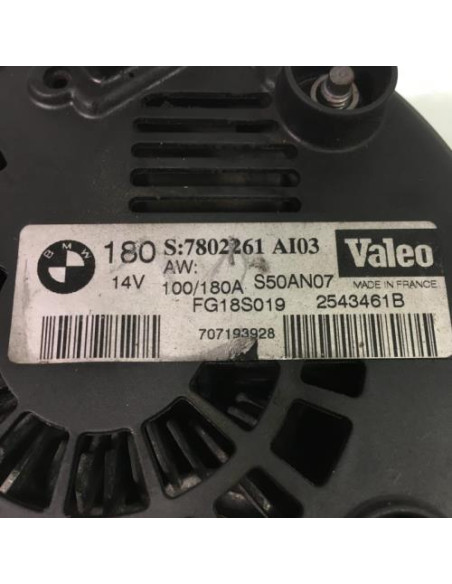 BMW
180 S:7802261 AI03 Valeo
14V AW: MADE IN FRANCE
100/180A S50AN07
FG18S019 2543461B
707193928